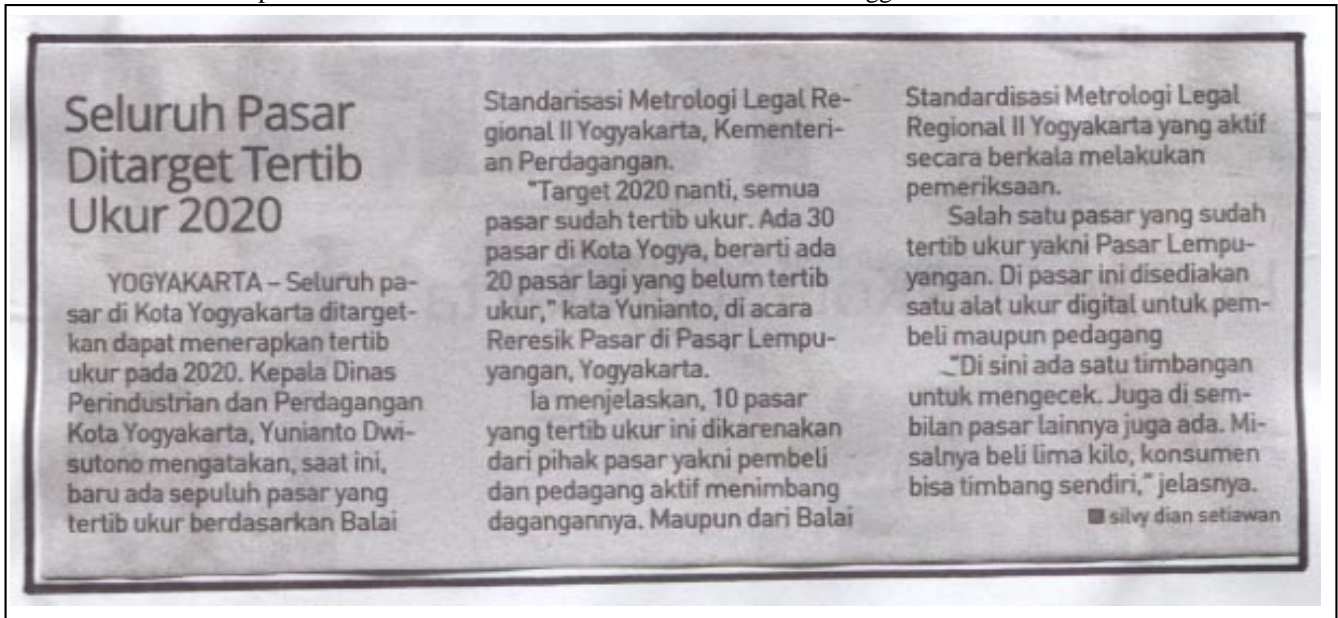 Seluruh Pasar
Ditarget Tertib
Ukur 2020
YOGYAKARTA – Seluruh pa-
sar di Kota Yogyakarta ditarget-
kan dapat menerapkan tertib
ukur pada 2020. Kepala Dinas
Perindustrian dan Perdagangan
Kota Yogyakarta, Yunianto Dwi-
sutono mengatakan, saat ini,
baru ada sepuluh pasar yang
tertib ukur berdasarkan Balai
Standarisasi Metrologi Legal Re-
gional II Yogyakarta, Kementeri-
an Perdagangan.
"Target 2020 nanti, semua
pasar sudah tertib ukur. Ada 30
pasar di Kota Yogya, berarti ada
20 pasar lagi yang belum tertib
ukur," kata Yunianto, di acara
Reresik Pasar di Pasar Lempu-
yangan, Yogyakarta.
Ia menjelaskan, 10 pasar
yang tertib ukur ini dikarenakan
dari pihak pasar yakni pembeli
dan pedagang aktif menimbang
dagangannya. Maupun dari Balai
Standardisasi Metrologi Legal
Regional II Yogyakarta yang aktif
secara berkala melakukan
pemeriksaan.
Salah satu pasar yang sudah
tertib ukur yakni Pasar Lempu-
yangan. Di pasar ini disediakan
satu alat ukur digital untuk pem-
beli maupun pedagang
"Di sini ada satu timbangan
untuk mengecek. Juga di sem-
bilan pasar lainnya juga ada. Mi-
salnya beli lima kilo, konsumen
bisa timbang sendiri," jelasnya.
■ silvy dian setiawan